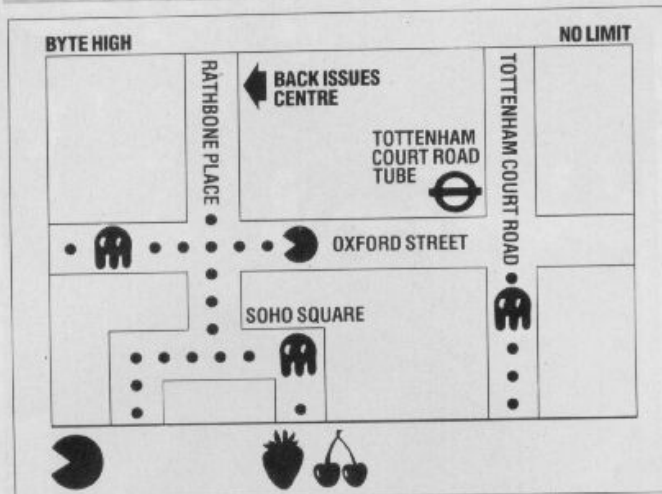 BYTE HIGH
NO LIMIT
RATHBONE PLACE
BACK ISSUES
CENTRE
TOTTENHAM
COURT ROAD
TUBE
TOTTENHAM COURT ROAD
OXFORD STREET
SOHO SQUARE